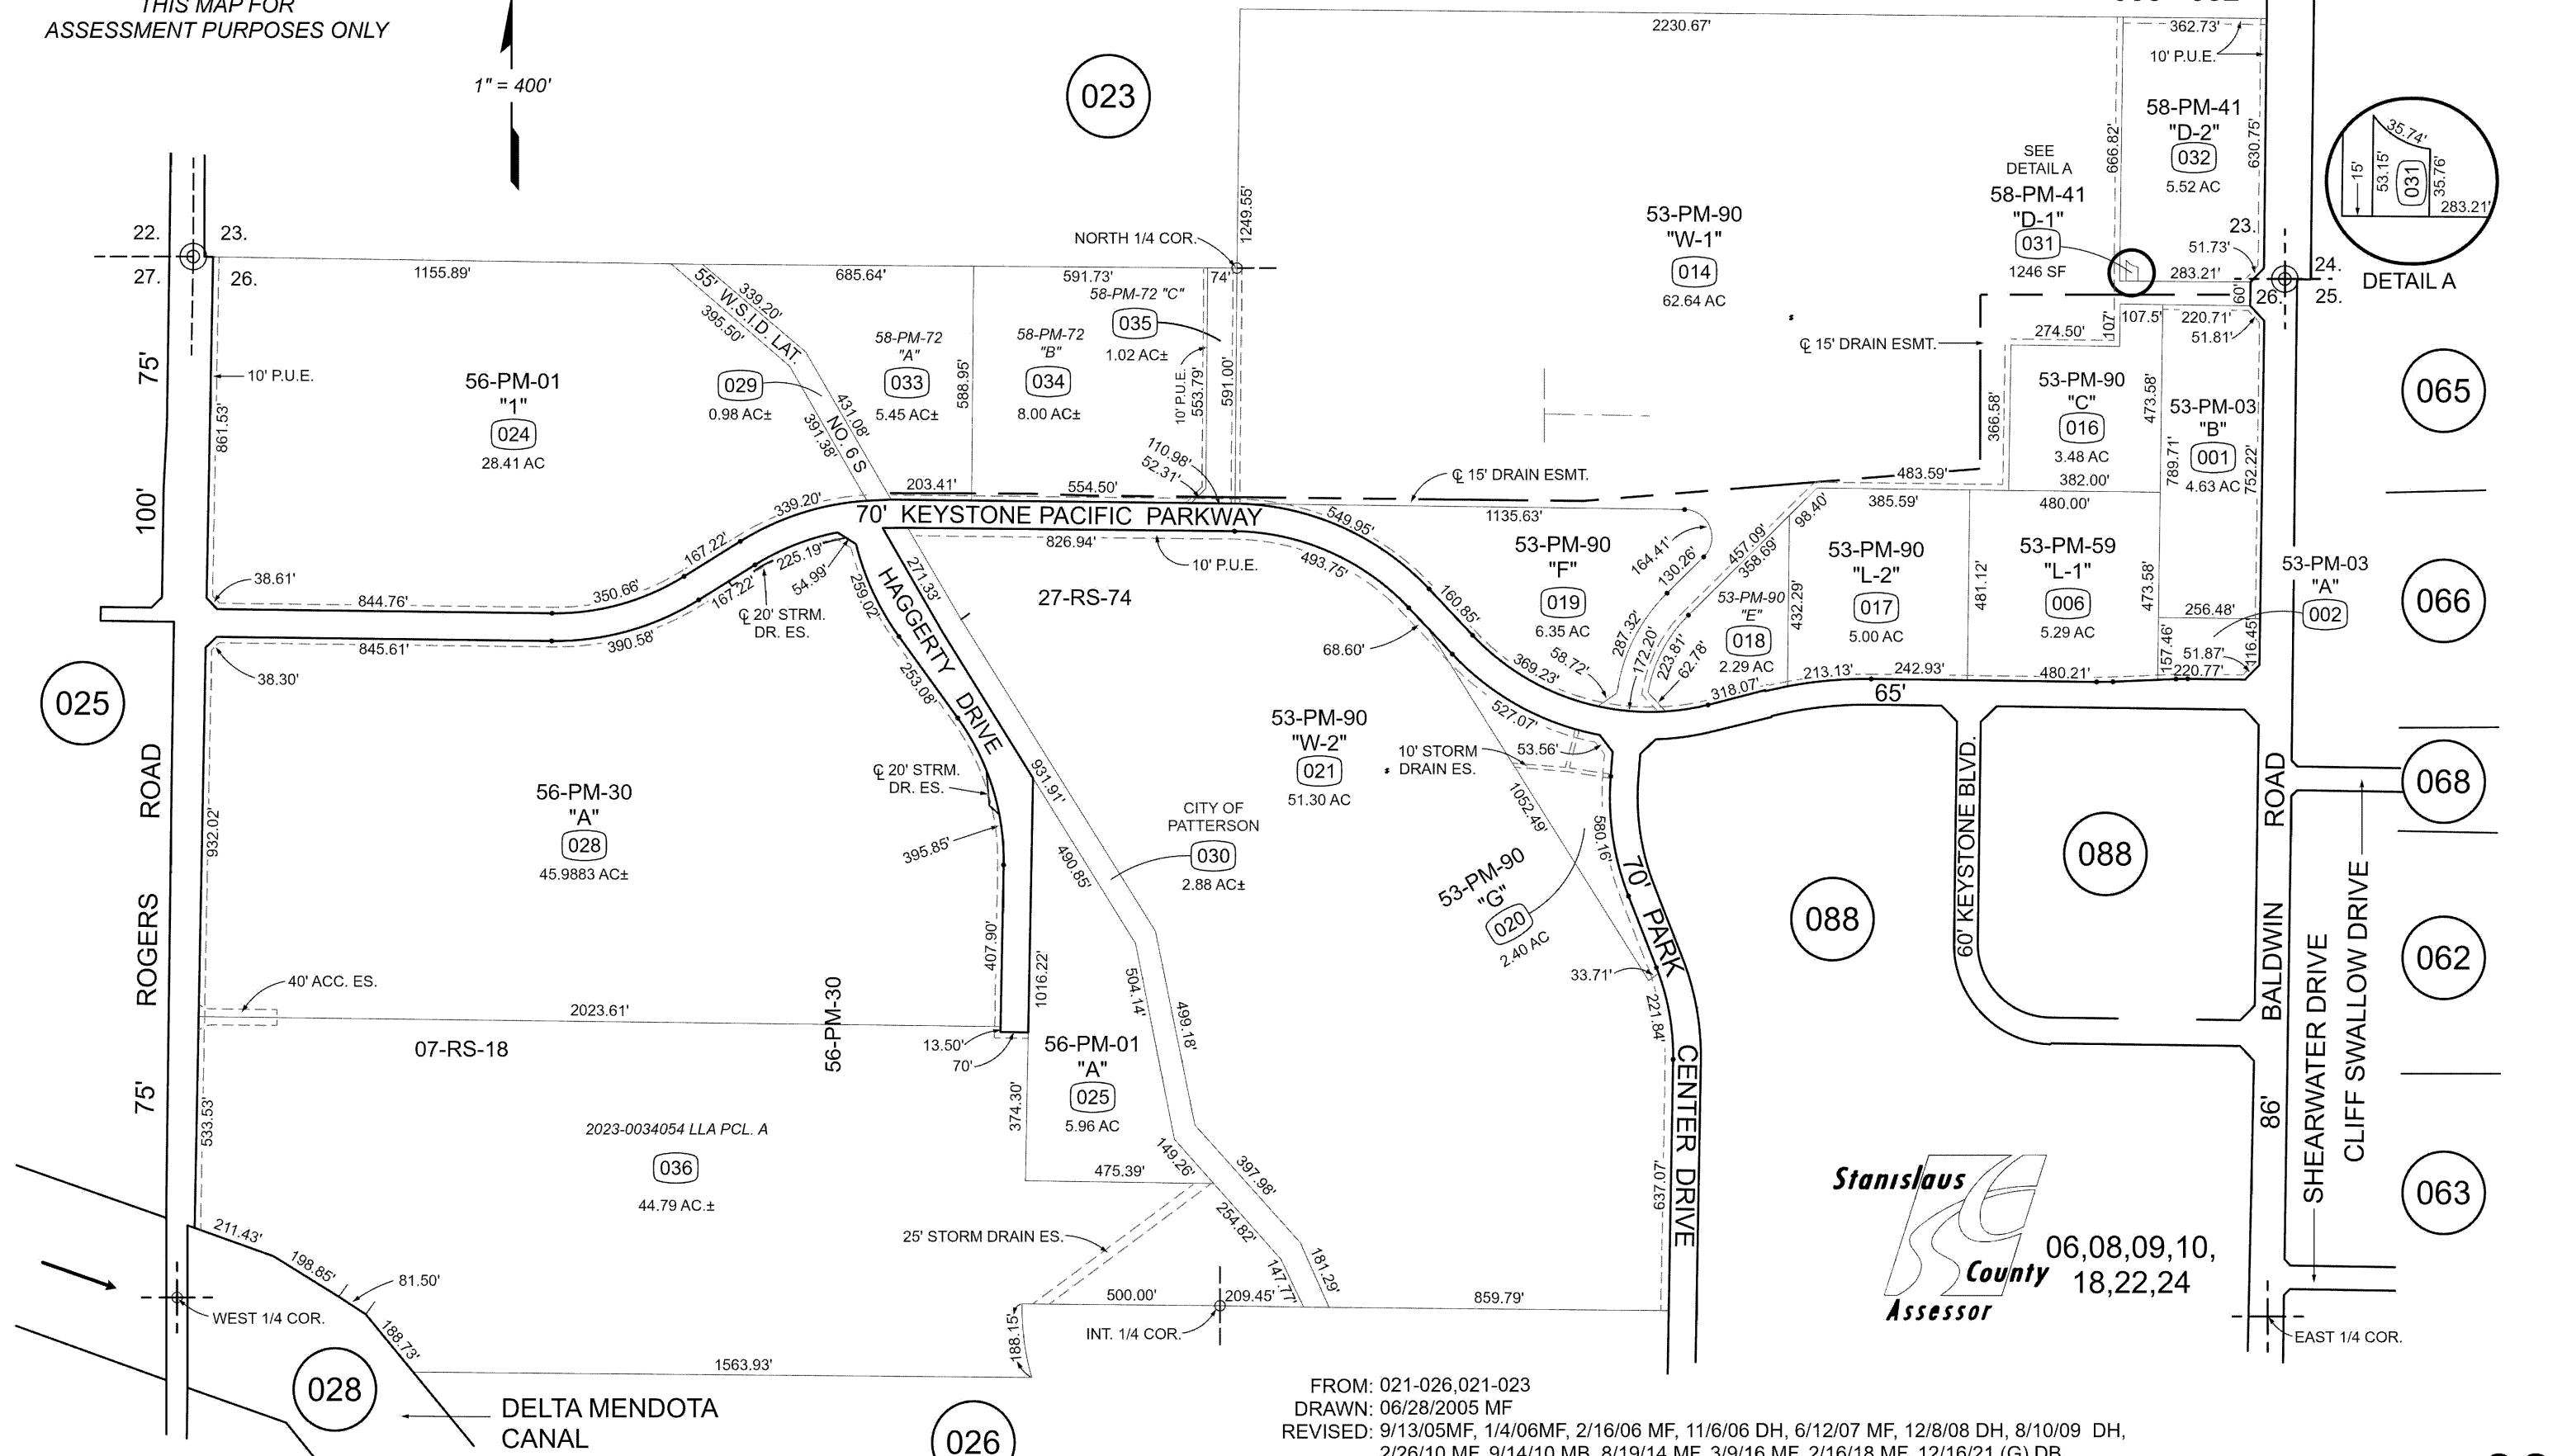 THIS MAP FOR
ASSESSMENT PURPOSES ONLY
1" = 400'
023
2230.67'
362.73'
10' P.U.E.
58-PM-41
"D-2"
032
5.52 AC
666.82'
630.75'
SEE
DETAIL A
58-PM-41
"D-1"
031
1246 SF
35.74'
15'
53.15'
031
35.76'
283.21'
DETAIL A
22.
23.
27.
26.
NORTH 1/4 COR.
1249.55'
53-PM-90
"W-1"
014
62.64 AC
23.
51.73'
283.21'
24.
60'
26.
25.
1155.89'
55' W.S.I.D. LAT.
NO. 6 S
339.20'
395.50'
685.64'
591.73'
74'
58-PM-72 "C"
035
1.02 AC±
274.50'
107'
107.5'
220.71'
51.81'
℄ 15' DRAIN ESMT.
75'
10' P.U.E.
861.53'
56-PM-01
"1"
024
28.41 AC
029
0.98 AC±
431.08'
391.38'
58-PM-72
"A"
033
5.45 AC±
588.95'
58-PM-72
"B"
034
8.00 AC±
10' P.U.E.
553.79'
591.00'
366.58'
53-PM-90
"C"
016
3.48 AC
382.00'
473.58'
53-PM-03
"B"
001
4.63 AC
789.71'
752.22'
065
100'
110.98'
52.31'
℄ 15' DRAIN ESMT.
483.59'
203.41'
554.50'
339.20'
70' KEYSTONE PACIFIC PARKWAY
549.95'
1135.63'
385.59'
480.00'
98.40'
167.22'
225.19'
54.99'
826.94'
10' P.U.E.
493.75'
164.41'
130.26'
457.09'
358.69'
53-PM-90
"F"
019
6.35 AC
53-PM-90
"L-2"
017
5.00 AC
481.12'
53-PM-59
"L-1"
006
5.29 AC
473.58'
53-PM-03
"A"
002
066
38.61'
844.76'
350.66'
167.22'
℄ 20' STRM.
DR. ES.
259.02'
HAGGERTY DRIVE
271.33'
27-RS-74
160.85'
53-PM-90
"E"
018
2.29 AC
432.29'
256.48'
157.46'
116.45'
845.61'
390.58'
68.60'
287.32'
172.20'
223.81'
62.78'
58.72'
369.23'
51.87'
220.77'
38.30'
253.08'
318.07'
213.13'
242.93'
480.21'
65'
025
ROGERS ROAD
53-PM-90
"W-2"
021
51.30 AC
527.07'
10' STORM
DRAIN ES.
53.56'
60' KEYSTONE BLVD.
BALDWIN ROAD
068
932.02'
56-PM-30
"A"
028
45.9883 AC±
℄ 20' STRM.
DR. ES.
395.85'
931.91'
490.85'
CITY OF
PATTERSON
030
2.88 AC±
1052.49'
580.16'
53-PM-90
"G"
020
2.40 AC
088
088
CLIFF SWALLOW DRIVE
SHEARWATER DRIVE
062
70' PARK CENTER DRIVE
33.71'
221.84'
407.90'
1016.22'
504.14'
499.18'
40' ACC. ES.
2023.61'
56-PM-30
07-RS-18
13.50'
70'
56-PM-01
"A"
025
5.96 AC
374.30'
75'
533.53'
2023-0034054 LLA PCL. A
036
44.79 AC.±
475.39'
149.26'
397.98'
637.07'
86'
063
211.43'
198.85'
81.50'
188.73'
25' STORM DRAIN ES.
254.82'
147.77'
181.29'
Stanislaus
County
Assessor
06,08,09,10,
18,22,24
WEST 1/4 COR.
500.00'
209.45'
859.79'
INT. 1/4 COR.
188.15'
EAST 1/4 COR.
1563.93'
028
DELTA MENDOTA
CANAL
026
FROM: 021-026,021-023
DRAWN: 06/28/2005 MF
REVISED: 9/13/05MF, 1/4/06MF, 2/16/06 MF, 11/6/06 DH, 6/12/07 MF, 12/8/08 DH, 8/10/09 DH,
2/26/10 MF, 9/14/10 MB, 8/19/14 MF, 3/9/16 MF, 2/16/18 MF, 12/16/21 (G) DB